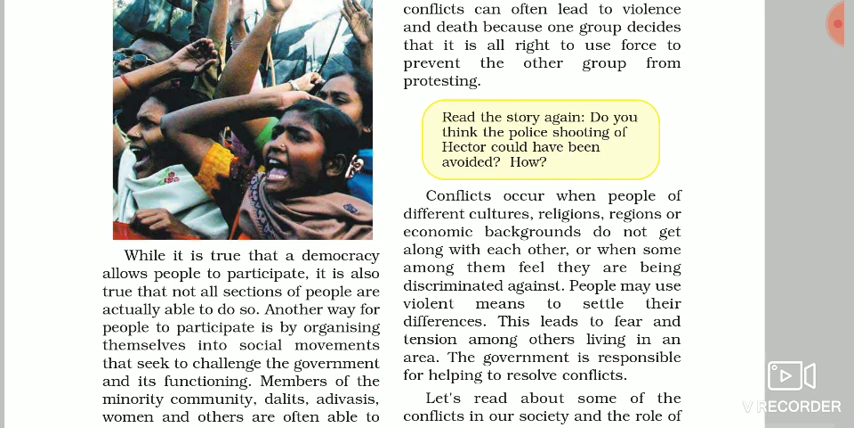 While it is true that a democracy
allows people to participate, it is also
true that not all sections of people are
actually able to do so. Another way for
people to participate is by organising
themselves into social movements
that seek to challenge the government
and its functioning. Members of the
minority community, dalits, adivasis,
women and others are often able to
conflicts can often lead to violence
and death because one group decides
that it is all right to use force to
prevent the other group from
protesting.
Read the story again: Do you
think the police shooting of
Hector could have been
avoided? How?
Conflicts occur when people of
different cultures, religions, regions or
economic backgrounds do not get
along with each other, or when some
among them feel they are being
discriminated against. People may use
violent means to settle their
differences. This leads to fear and
tension among others living in an
area. The government is responsible
for helping to resolve conflicts.
Let's read about some of the
conflicts in our society and the role of
V RECORDER